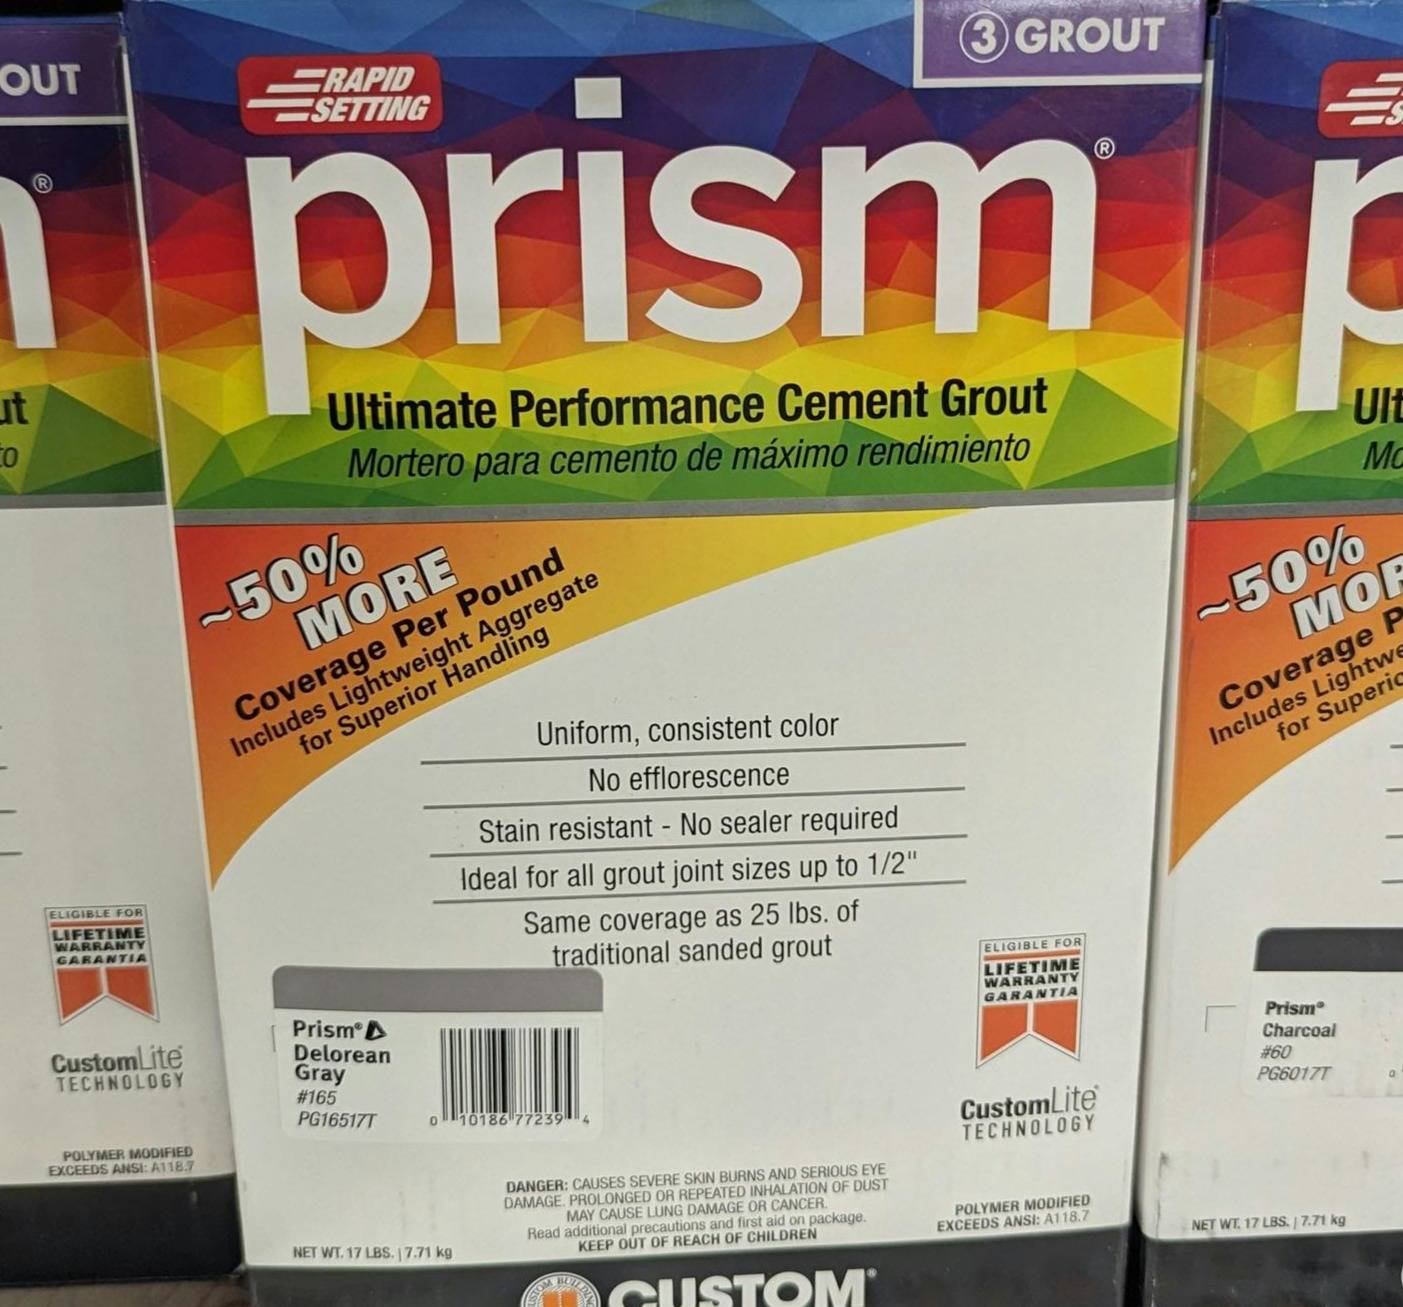 OUT
®
ut
to
ELIGIBLE FOR
LIFETIME
WARRANTY
GARANTIA
CustomLite
TECHNOLOGY
POLYMER MODIFIED
EXCEEDS ANSI: A118.7
3 GROUT
RAPID
SETTING
prism®
Ultimate Performance Cement Grout
Mortero para cemento de máximo rendimiento
~50%
MORE
Coverage Per Pound
Includes Lightweight Aggregate
for Superior Handling
Uniform, consistent color
No efflorescence
Stain resistant - No sealer required
Ideal for all grout joint sizes up to 1/2"
Same coverage as 25 lbs. of
traditional sanded grout
Prism®
Delorean
Gray
#165
PG16517T
0 10186 77239 4
ELIGIBLE FOR
LIFETIME
WARRANTY
GARANTIA
CustomLite®
TECHNOLOGY
DANGER: CAUSES SEVERE SKIN BURNS AND SERIOUS EYE
DAMAGE. PROLONGED OR REPEATED INHALATION OF DUST
MAY CAUSE LUNG DAMAGE OR CANCER.
Read additional precautions and first aid on package.
KEEP OUT OF REACH OF CHILDREN
POLYMER MODIFIED
EXCEEDS ANSI: A118.7
NET WT. 17 LBS. | 7.71 kg
CUSTOM®
S
p
Ult
Mo
~50%
MOR
Coverage P
Includes Lightwe
for Superio
Prism®
Charcoal
#60
PG6017T
0
NET WT. 17 LBS. | 7.71 kg